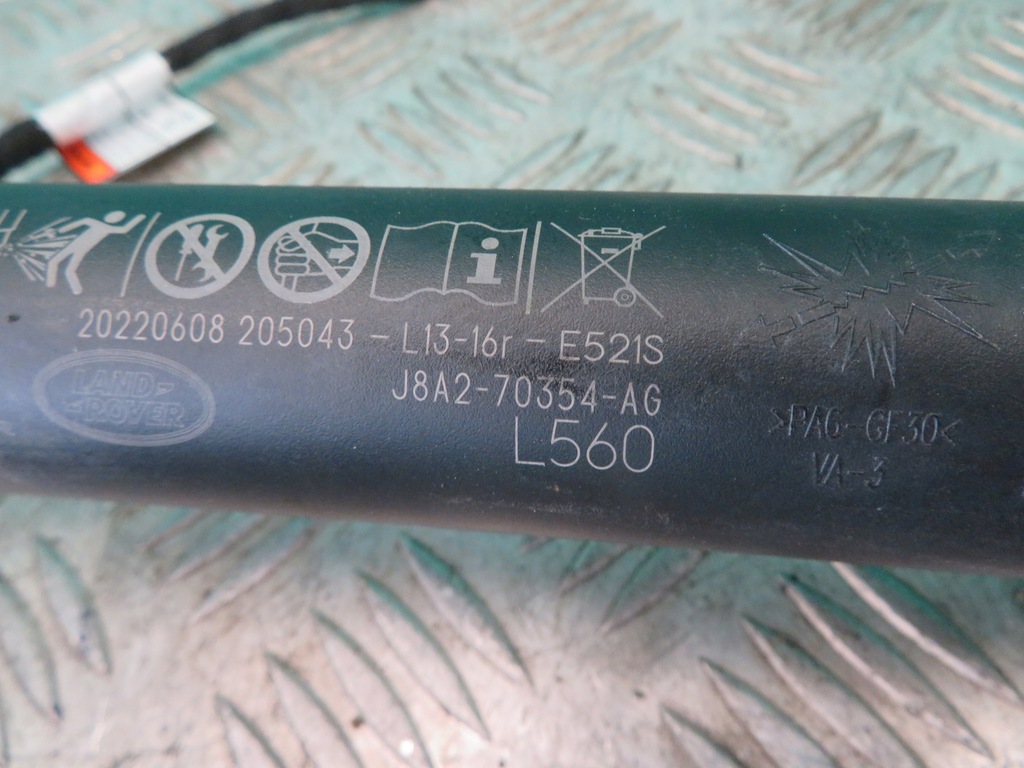 20220608 205043 - L13-16r - E521S
LAND ROVER
J8A2-70354-AG
L560
>PA6-GF30<
VA-3